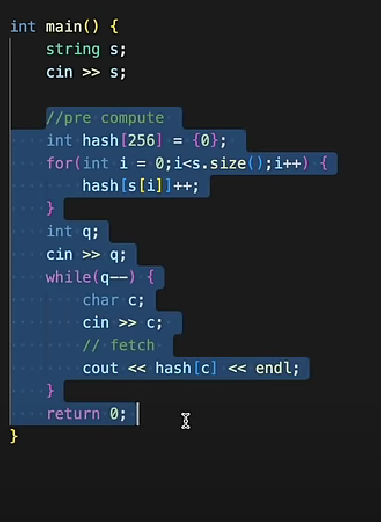 int main() {
string s;
cin >> s;
//pre compute
int hash[256] = {0};
for(int i = 0;i<s.size();i++) {
hash[s[i]]++;
}
int q;
cin >> q;
while(q--) {
char c;
cin >> c;
// fetch
cout << hash[c] << endl;
}
return 0;
}